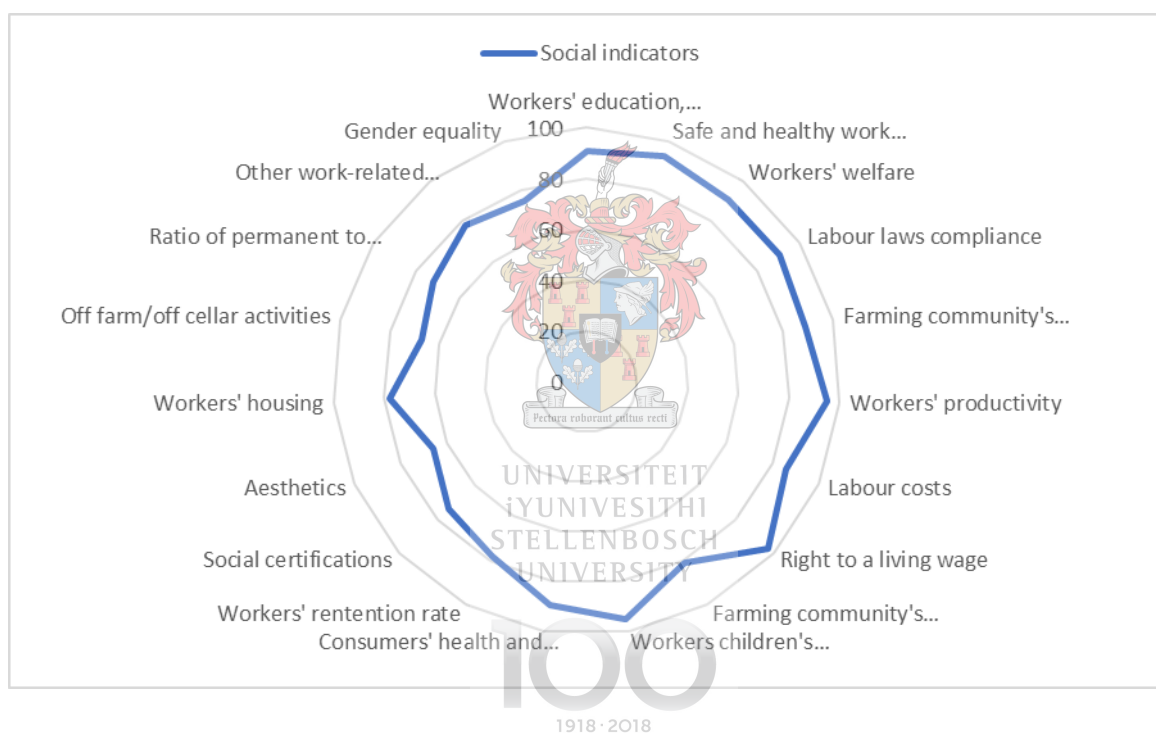 Social indicators
Workers' education,...
Safe and healthy work...
Workers' welfare
Labour laws compliance
Farming community's...
Workers' productivity
Labour costs
Right to a living wage
Farming community's...
Workers children's...
Consumers' health and...
Workers' rentention rate
Social certifications
Aesthetics
Workers' housing
Off farm/off cellar activities
Ratio of permanent to...
Other work-related...
Gender equality
100
80
60
40
20
0
Pectora roborant cultus recti
UNIVERSITEIT
iYUNIVESITHI
STELLENBOSCH
UNIVERSITY
100
1918 · 2018